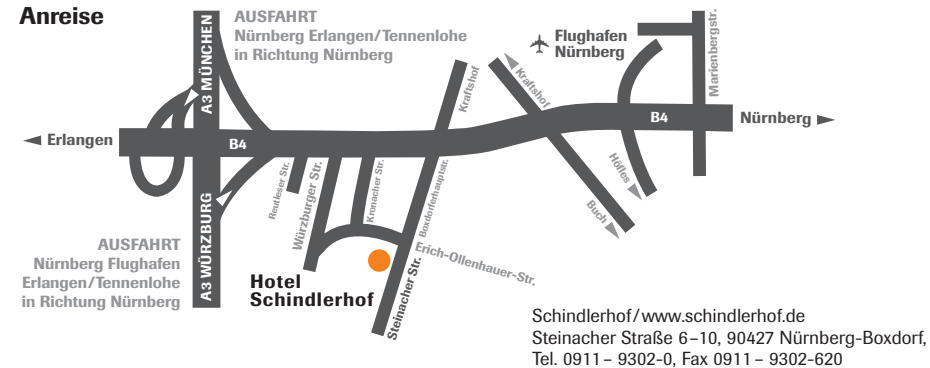 Anreise
AUSFAHRT
Nürnberg Erlangen/Tennenlohe
in Richtung Nürnberg
A3 MÜNCHEN
Flughafen
Nürnberg
Marienbergstr.
Kraftshof
Kraftshof
Erlangen
B4
B4
Nürnberg
Reutleser Str.
Würzburger Str.
Kronacher Str.
Boxdorferhauptstr.
Höfles
Buch
A3 WÜRZBURG
AUSFAHRT
Nürnberg Flughafen
Erlangen/Tennenlohe
in Richtung Nürnberg
Erich-Ollenhauer-Str.
Hotel
Schindlerhof
Steinacher Str.
Schindlerhof/www.schindlerhof.de
Steinacher Straße 6–10, 90427 Nürnberg-Boxdorf,
Tel. 0911– 9302-0, Fax 0911– 9302-620